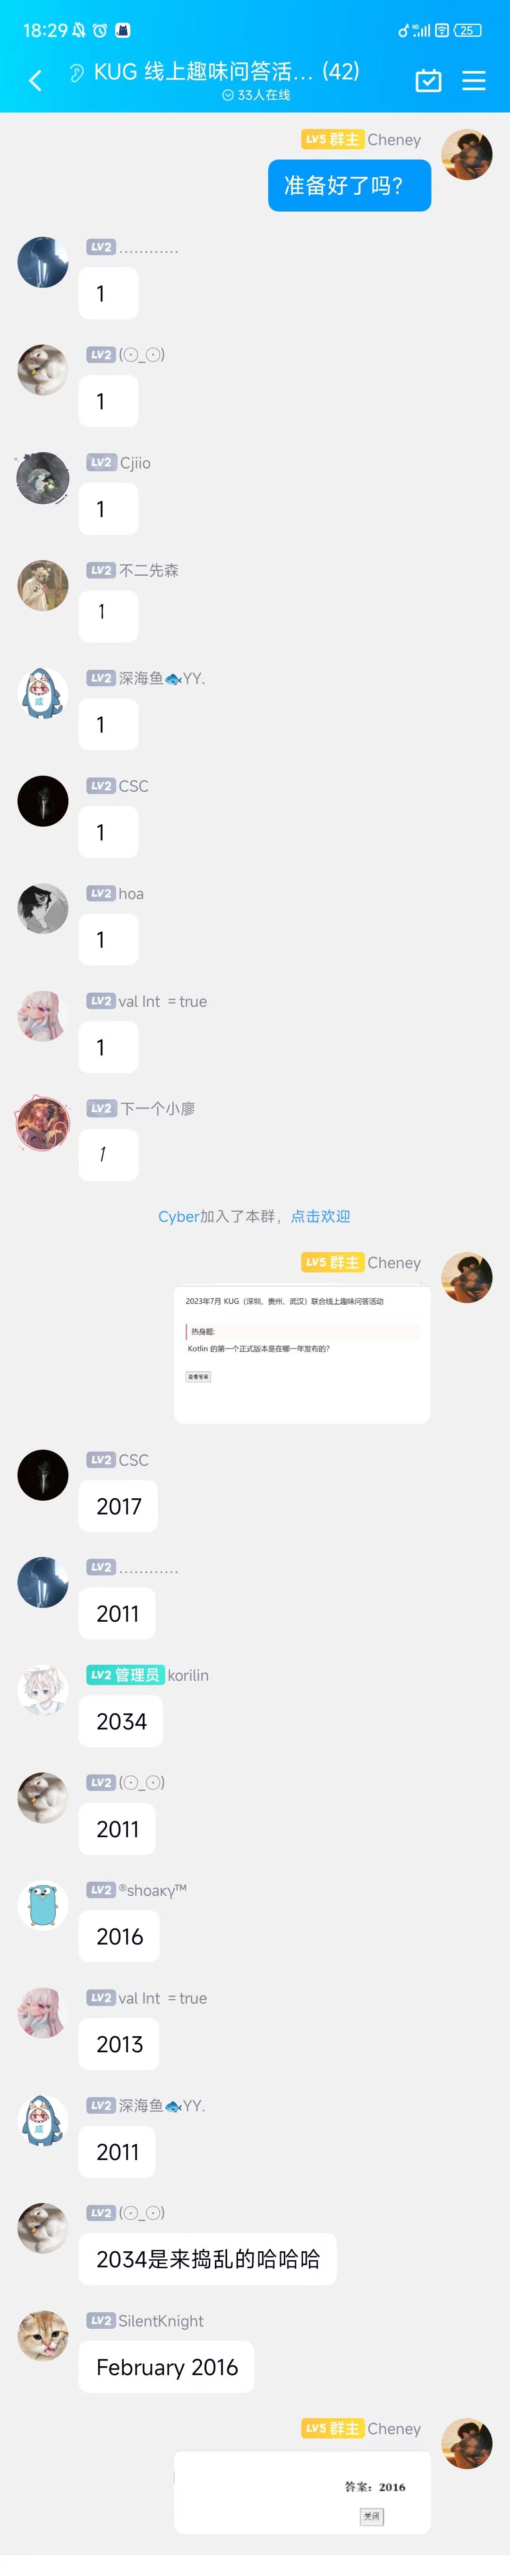 18:29
25
KUG 线上趣味问答活... (42)
33人在线
LV5 群主 Cheney
准备好了吗？
LV2 ............
1
LV2 (⊙_⊙)
1
LV2 Cjiio
1
LV2 不二先森
1
LV2 深海鱼🐟YY.
1
LV2 CSC
1
LV2 hoa
1
LV2 val Int = true
1
LV2 下一个小廖
1
Cyber加入了本群，点击欢迎
LV5 群主 Cheney
2023年7月 KUG（深圳、贵州、武汉）联合线上趣味问答活动
热身题:
Kotlin 的第一个正式版本是在哪一年发布的?
查看答案
LV2 CSC
2017
LV2 ............
2011
LV2 管理员 korilin
2034
LV2 (⊙_⊙)
2011
LV2 ®shoaкy™
2016
LV2 val Int = true
2013
LV2 深海鱼🐟YY.
2011
LV2 (⊙_⊙)
2034是来捣乱的哈哈哈
LV2 SilentKnight
February 2016
LV5 群主 Cheney
答案：2016
关闭